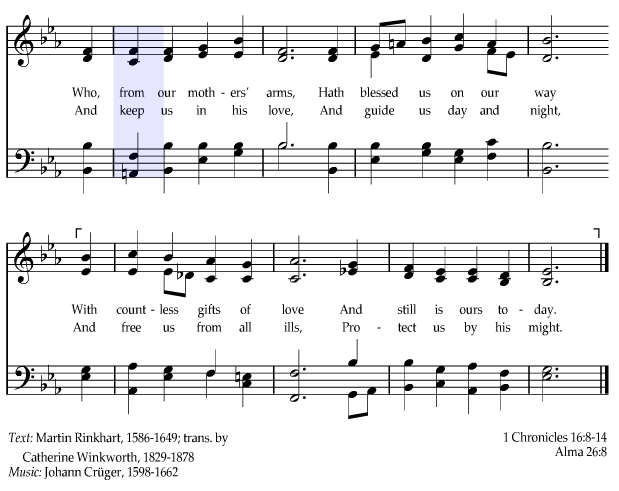 Who, from our moth - ers' arms, Hath blessed us on our way
And keep us in his love, And guide us day and night,
With count - less gifts of love And still is ours to - day.
And free us from all ills, Pro - tect us by his might.
Text: Martin Rinkhart, 1586-1649; trans. by
Catherine Winkworth, 1829-1878
Music: Johann Crüger, 1598-1662
1 Chronicles 16:8-14
Alma 26:8